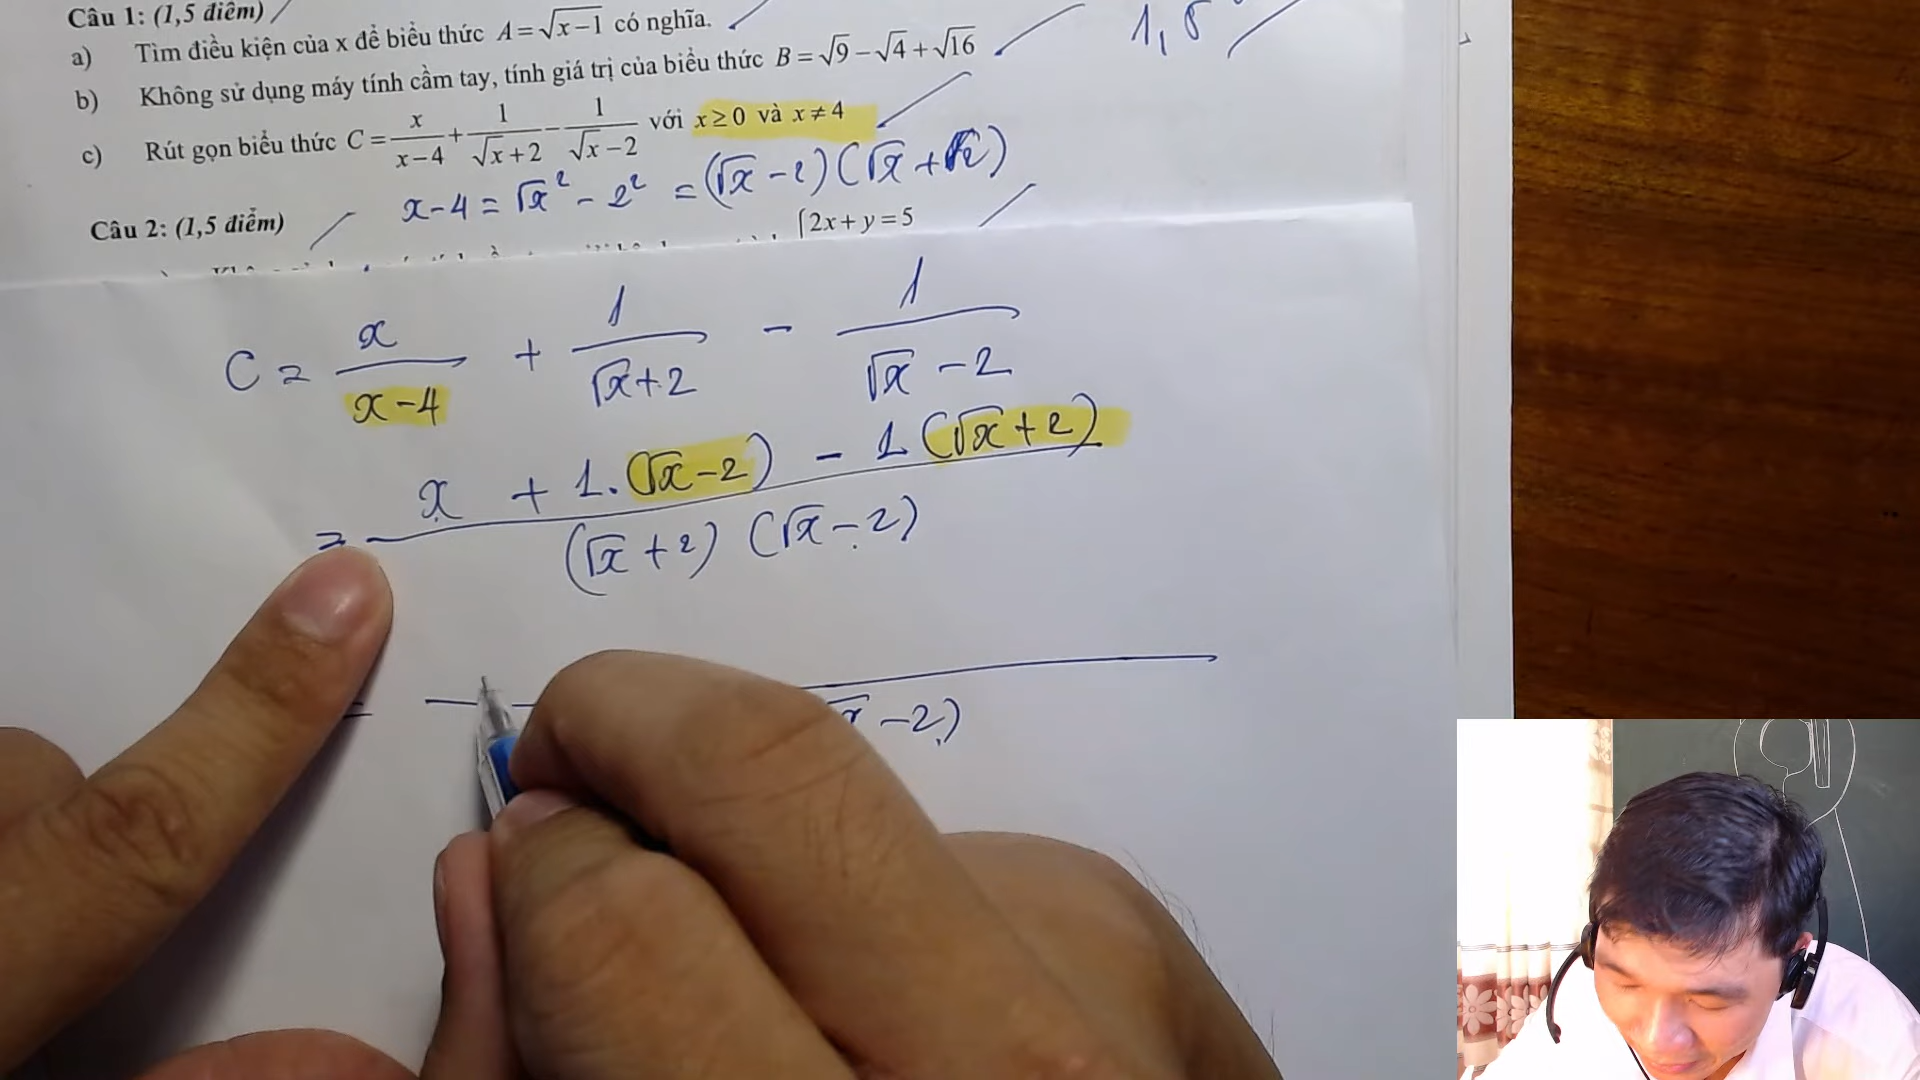 Câu 1: (1,5 điểm)
a) Tìm điều kiện của x để biểu thức A = √(x−1) có nghĩa.
b) Không sử dụng máy tính cầm tay, tính giá trị của biểu thức B = √9 − √4 + √16
1,5
c) Rút gọn biểu thức C = x/(x−4) + 1/(√x+2) − 1/(√x−2) với x ≥ 0 và x ≠ 4
x−4 = √x² − 2² = (√x−2)(√x+2)
Câu 2: (1,5 điểm)
{2x + y = 5
C = x/(x−4) + 1/(√x+2) − 1/(√x−2)
= (x + 1.(√x−2) − 1(√x+2))/((√x+2)(√x−2))
= −2)